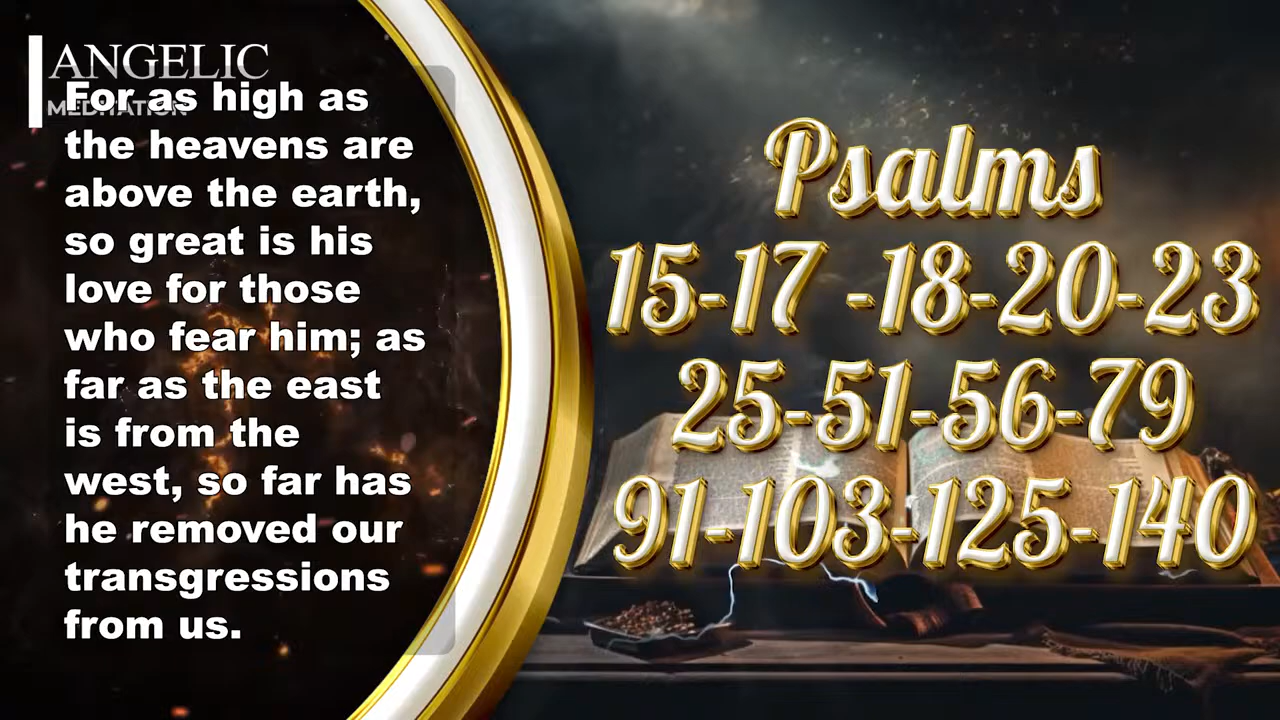 ANGELIC
MEDITATION
For as high as
the heavens are
above the earth,
so great is his
love for those
who fear him; as
far as the east
is from the
west, so far has
he removed our
transgressions
from us.
Psalms
15-17 -18-20-23
25-51-56-79
91-103-125-140